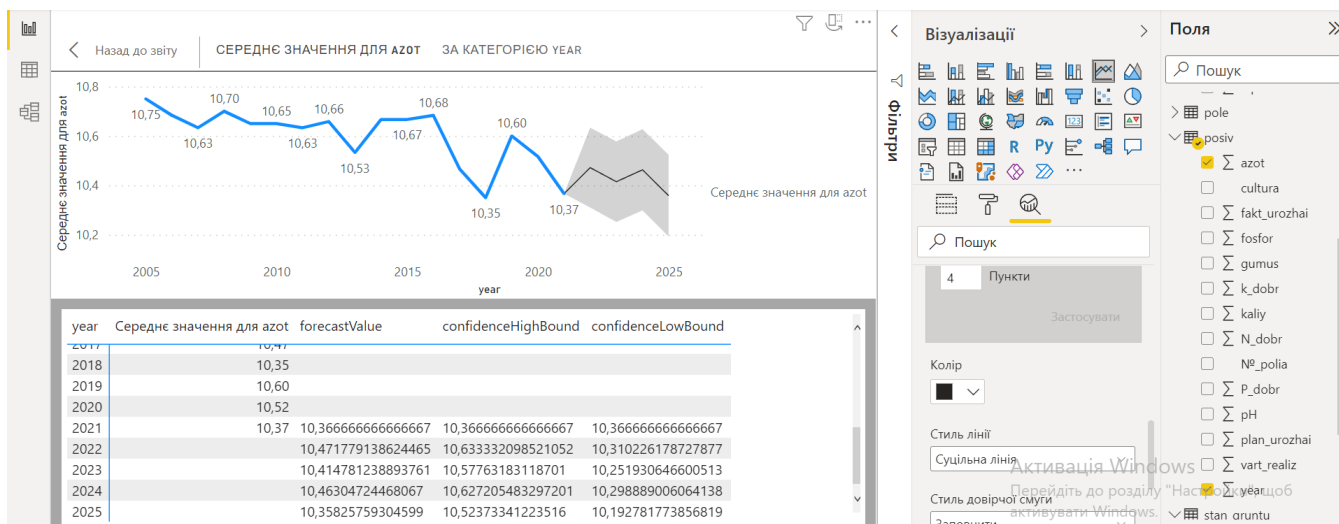 Назад до звіту
СЕРЕДНЄ ЗНАЧЕННЯ ДЛЯ AZOT ЗА КАТЕГОРІЄЮ YEAR
Середнє значення для azot
10,8
10,6
10,4
10,2
10,75
10,63
10,70
10,65
10,63
10,66
10,53
10,67
10,68
10,35
10,60
10,37
Середнє значення для azot
2005 2010 2015 2020 2025
year
year Середнє значення для azot forecastValue confidenceHighBound confidenceLowBound
2017 10,47
2018 10,35
2019 10,60
2020 10,52
2021 10,37 10,366666666666667 10,366666666666667 10,366666666666667
2022 10,471779138624465 10,633332098521052 10,310226178727877
2023 10,414781238893761 10,57763183118701 10,251930646600513
2024 10,46304724468067 10,627205483297201 10,298889006064138
2025 10,35825759304599 10,52373341223516 10,192781773856819
Фільтри
Візуалізації
123
R Py
Пошук
4 Пункти
Застосувати
Колір
Стиль лінії
Суцільна лінія
Стиль довірчої смуги
Заповнити
Активація Windows
Перейдіть до розділу "Настройки", щоб
активувати Windows.
Поля
Пошук
pole
posiv
azot
cultura
fakt_urozhai
fosfor
gumus
k_dobr
kaliy
N_dobr
№_polia
P_dobr
pH
plan_urozhai
vart_realiz
year
stan_gruntu